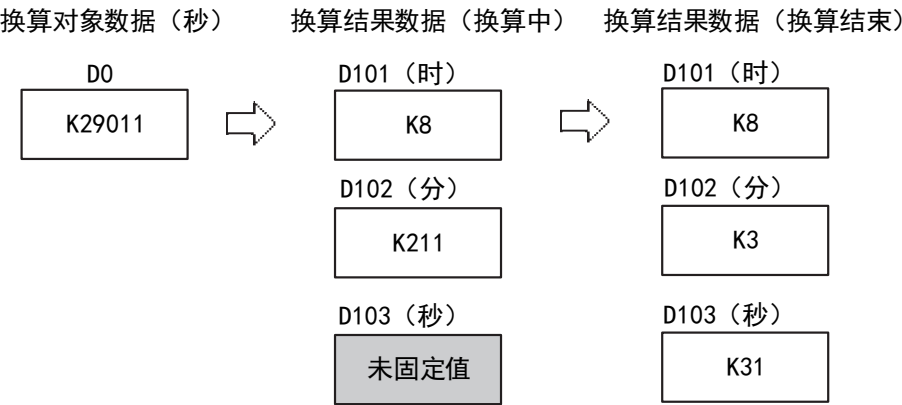 换算对象数据（秒） 换算结果数据（换算中） 换算结果数据（换算结束）
D0 D101（时） D101（时）
K29011 K8 K8
D102（分） D102（分）
K211 K3
D103（秒） D103（秒）
未固定值 K31